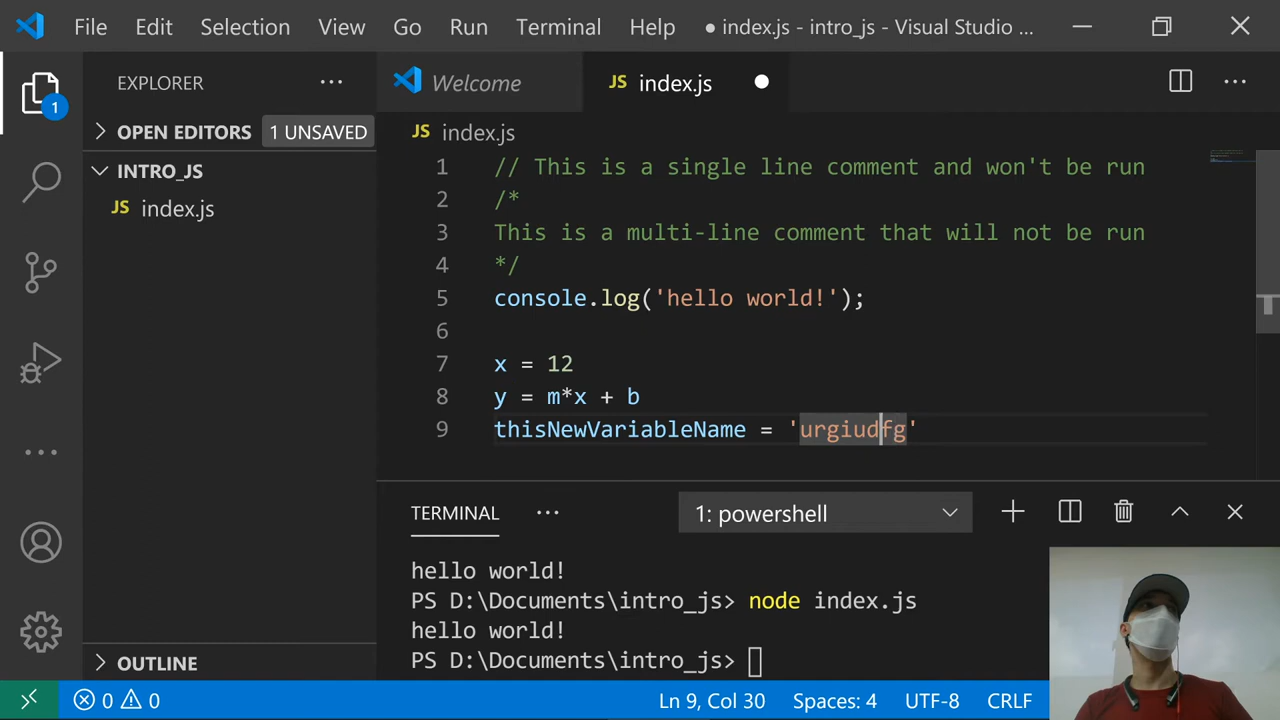 File Edit Selection View Go Run Terminal Help ● index.js - intro_js - Visual Studio ...
EXPLORER ...
Welcome
JS index.js ●
1
OPEN EDITORS 1 UNSAVED
INTRO_JS
JS index.js
JS index.js
1 // This is a single line comment and won't be run
2 /*
3 This is a multi-line comment that will not be run
4 */
5 console.log('hello world!');
6
7 x = 12
8 y = m*x + b
9 thisNewVariableName = 'urgiudfg'
TERMINAL ... 1: powershell
hello world!
PS D:\Documents\intro_js> node index.js
hello world!
PS D:\Documents\intro_js>
OUTLINE
0 0 Ln 9, Col 30 Spaces: 4 UTF-8 CRLF